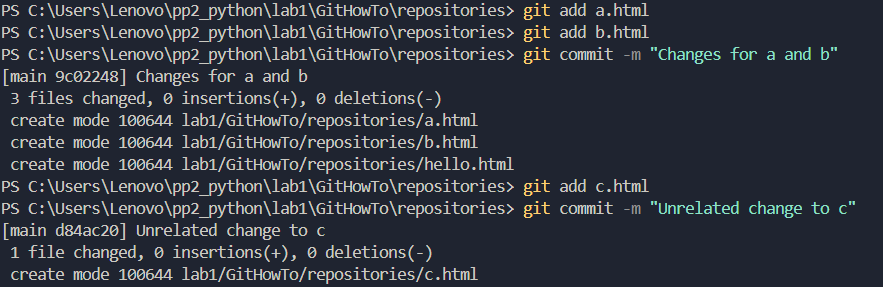 PS C:\Users\Lenovo\pp2_python\lab1\GitHowTo\repositories> git add a.html
PS C:\Users\Lenovo\pp2_python\lab1\GitHowTo\repositories> git add b.html
PS C:\Users\Lenovo\pp2_python\lab1\GitHowTo\repositories> git commit -m "Changes for a and b"
[main 9c02248] Changes for a and b
 3 files changed, 0 insertions(+), 0 deletions(-)
 create mode 100644 lab1/GitHowTo/repositories/a.html
 create mode 100644 lab1/GitHowTo/repositories/b.html
 create mode 100644 lab1/GitHowTo/repositories/hello.html
PS C:\Users\Lenovo\pp2_python\lab1\GitHowTo\repositories> git add c.html
PS C:\Users\Lenovo\pp2_python\lab1\GitHowTo\repositories> git commit -m "Unrelated change to c"
[main d84ac20] Unrelated change to c
 1 file changed, 0 insertions(+), 0 deletions(-)
 create mode 100644 lab1/GitHowTo/repositories/c.html